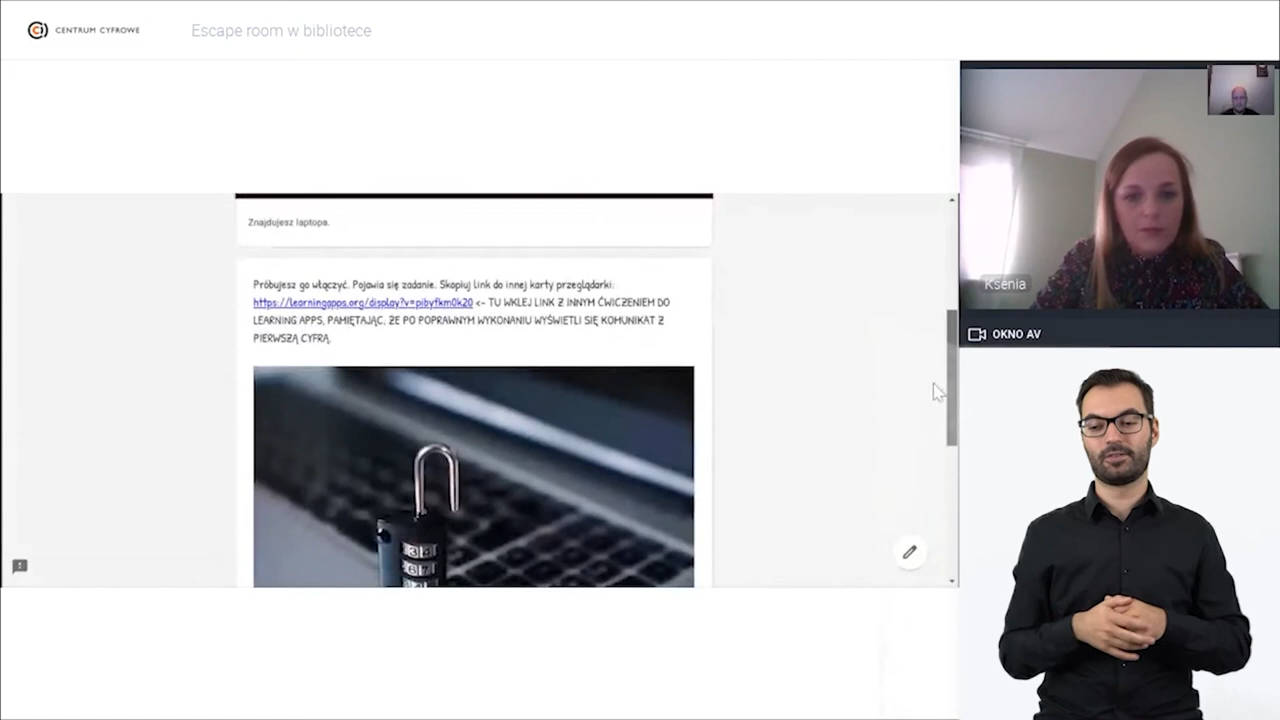 CENTRUM CYFROWE
Escape room w bibliotece
Znajdujesz laptopa.
Próbujesz go włączyć. Pojawia się zadanie. Skopiuj link do innej karty przeglądarki:
https://learningapps.org/display?v=pibyfkm0k20 <- TU WKLEJ LINK Z INNYM ĆWICZENIEM DO
LEARNING APPS, PAMIĘTAJĄC, ŻE PO POPRAWNYM WYKONANIU WYŚWIETLI SIĘ KOMUNIKAT Z
PIERWSZĄ CYFRĄ.
Ksenia
OKNO AV